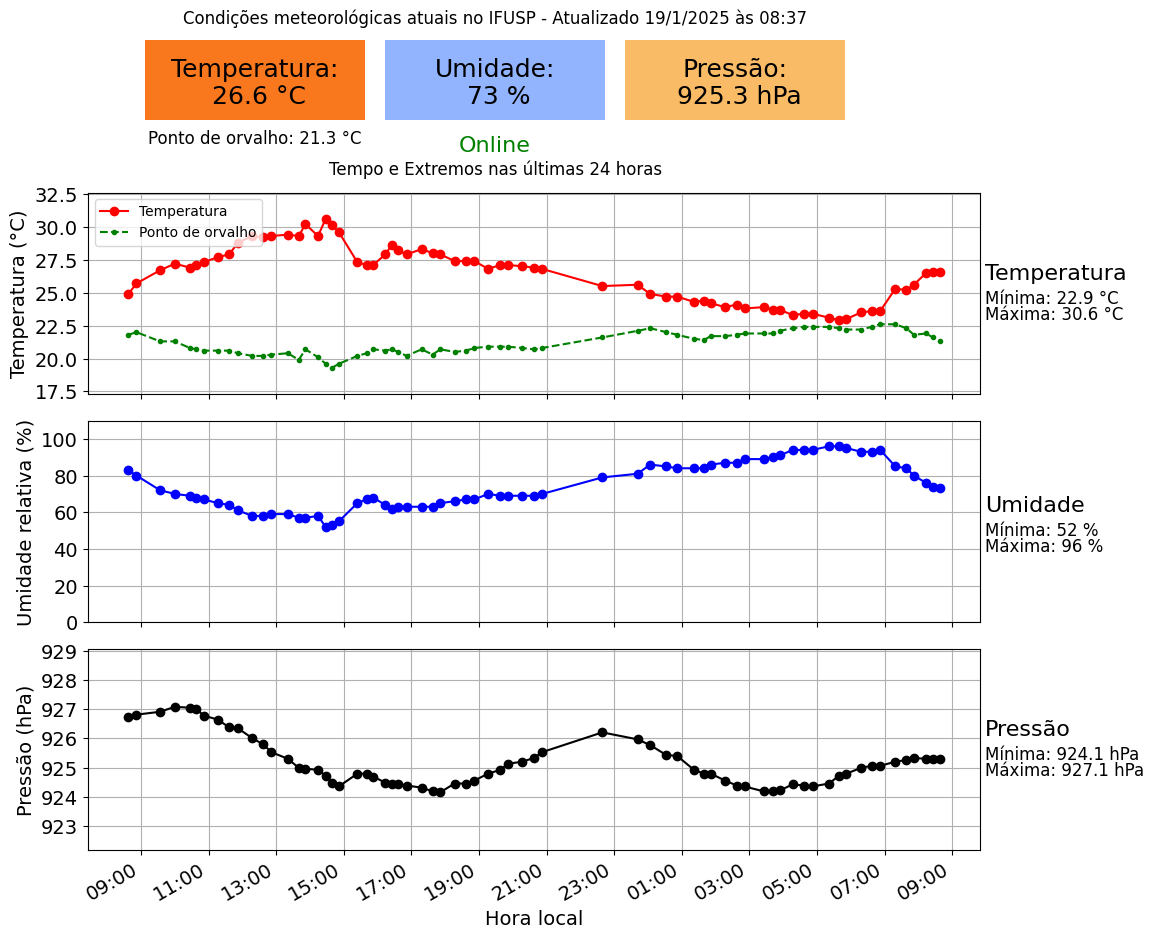 Condições meteorológicas atuais no IFUSP - Atualizado 19/1/2025 às 08:37
Temperatura:
26.6 °C
Umidade:
73 %
Pressão:
925.3 hPa
Ponto de orvalho: 21.3 °C
Online
Tempo e Extremos nas últimas 24 horas
Temperatura (°C)
32.5
30.0
27.5
25.0
22.5
20.0
17.5
Temperatura
Ponto de orvalho
Temperatura
Mínima: 22.9 °C
Máxima: 30.6 °C
Umidade relativa (%)
100
80
60
40
20
0
Umidade
Mínima: 52 %
Máxima: 96 %
Pressão (hPa)
929
928
927
926
925
924
923
Pressão
Mínima: 924.1 hPa
Máxima: 927.1 hPa
09:00
11:00
13:00
15:00
17:00
19:00
21:00
23:00
01:00
03:00
05:00
07:00
09:00
Hora local